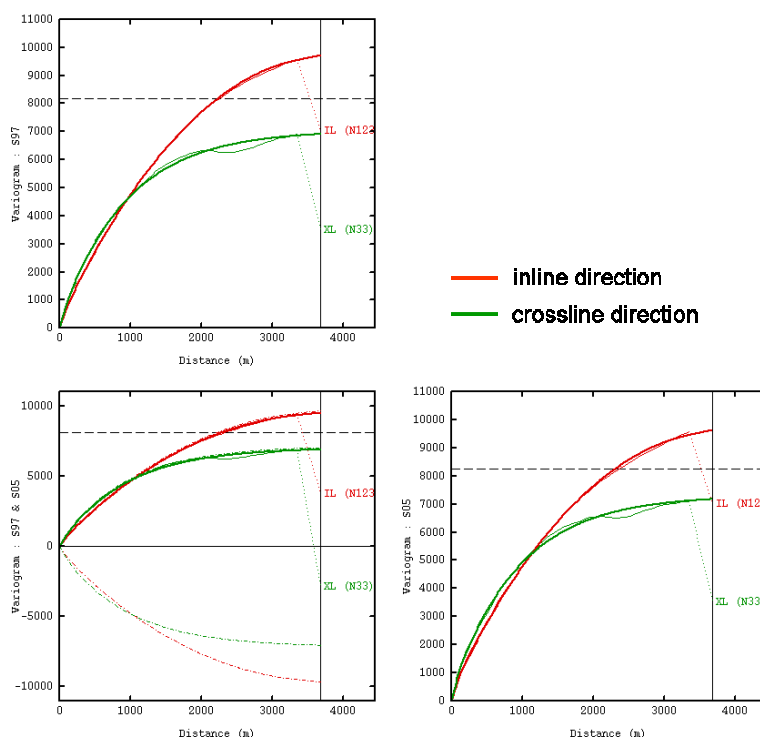 11000
10000
9000
8000
7000
6000
5000
4000
3000
2000
1000
0
Variogram : S97
IL (N123
XL (N33)
0 1000 2000 3000 4000
Distance (m)
inline direction
crossline direction
10000
5000
0
-5000
-10000
Variogram : S97 & S05
IL (N123
XL (N33)
0 1000 2000 3000 4000
Distance (m)
11000
10000
9000
8000
7000
6000
5000
4000
3000
2000
1000
0
Variogram : S05
IL (N12
XL (N33
0 1000 2000 3000 4000
Distance (m)